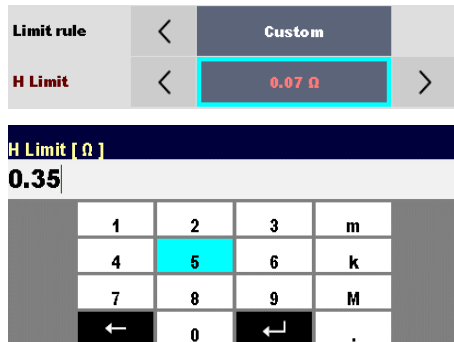 Limit rule < Custom
H Limit < 0.07 Ω >
H Limit [ Ω ]
0.35
1 2 3 m
4 5 6 k
7 8 9 M
← 0 ↵ .